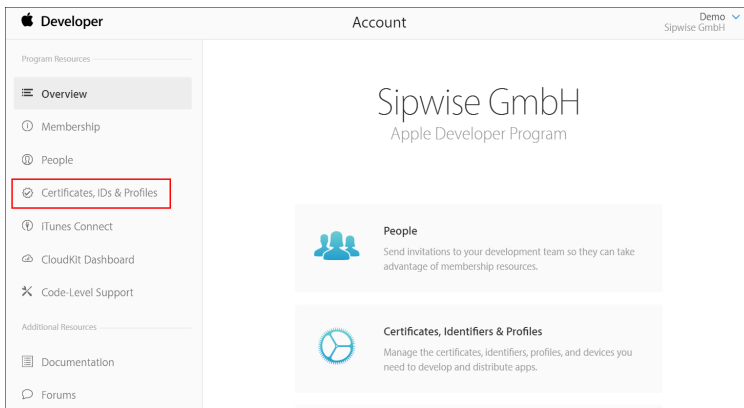 Developer
Account
Demo
Sipwise GmbH
Program Resources
Overview
Membership
People
Certificates, IDs & Profiles
iTunes Connect
CloudKit Dashboard
Code-Level Support
Additional Resources
Documentation
Forums
Sipwise GmbH
Apple Developer Program
People
Send invitations to your development team so they can take
advantage of membership resources.
Certificates, Identifiers & Profiles
Manage the certificates, identifiers, profiles, and devices you
need to develop and distribute apps.